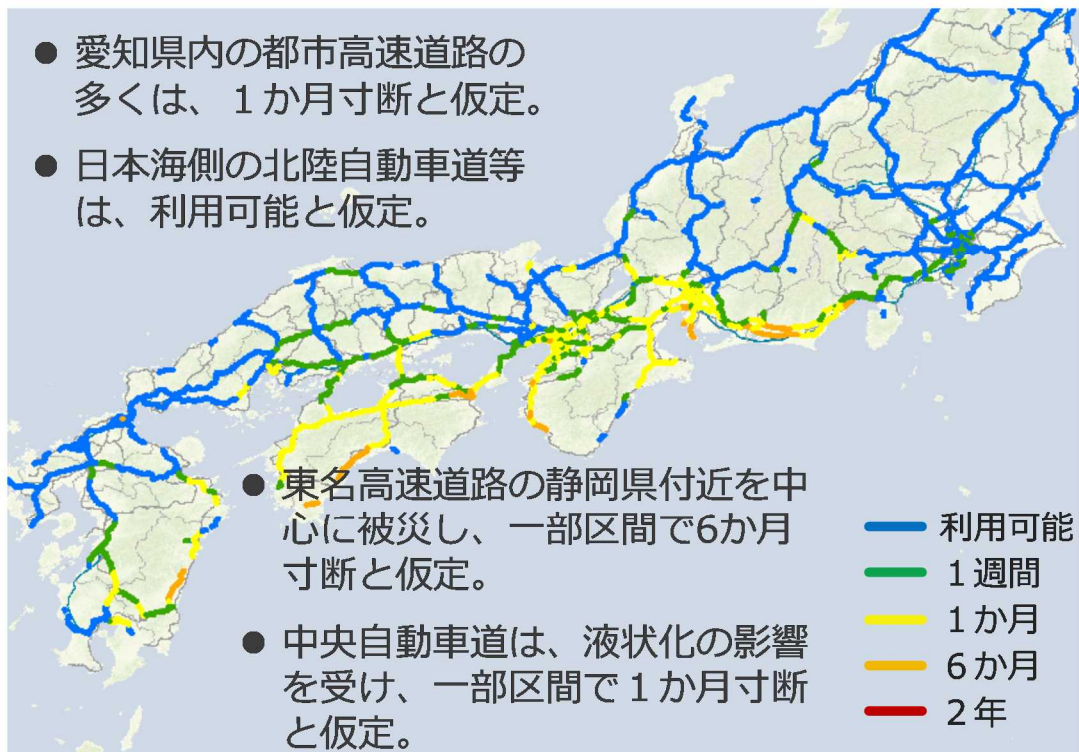 ● 愛知県内の都市高速道路の
多くは、１か月寸断と仮定。
● 日本海側の北陸自動車道等
は、利用可能と仮定。
● 東名高速道路の静岡県付近を中
心に被災し、一部区間で6か月
寸断と仮定。
● 中央自動車道は、液状化の影響
を受け、一部区間で１か月寸断
と仮定。
利用可能
１週間
１か月
６か月
２年